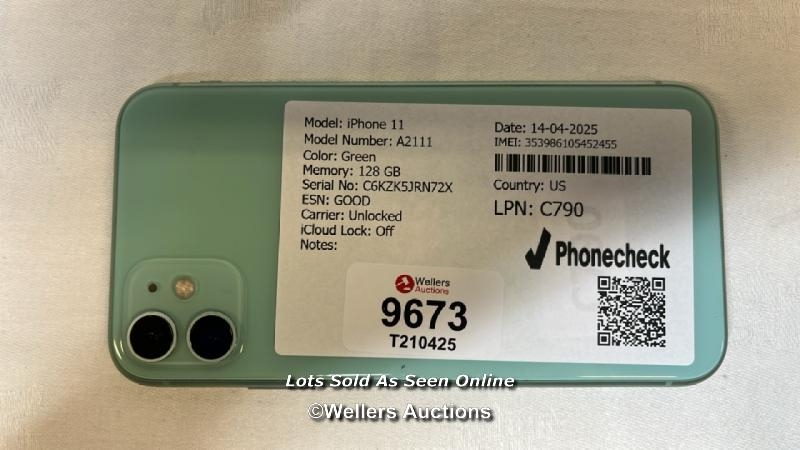 Model: iPhone 11
Model Number: A2111
Color: Green
Memory: 128 GB
Serial No: C6KZK5JRN72X
ESN: GOOD
Carrier: Unlocked
iCloud Lock: Off
Notes:
Date: 14-04-2025
IMEI: 353986105452455
Country: US
LPN: C790
Phonecheck
Wellers
Auctions
9673
T210425
Lots Sold As Seen Online
©Wellers Auctions